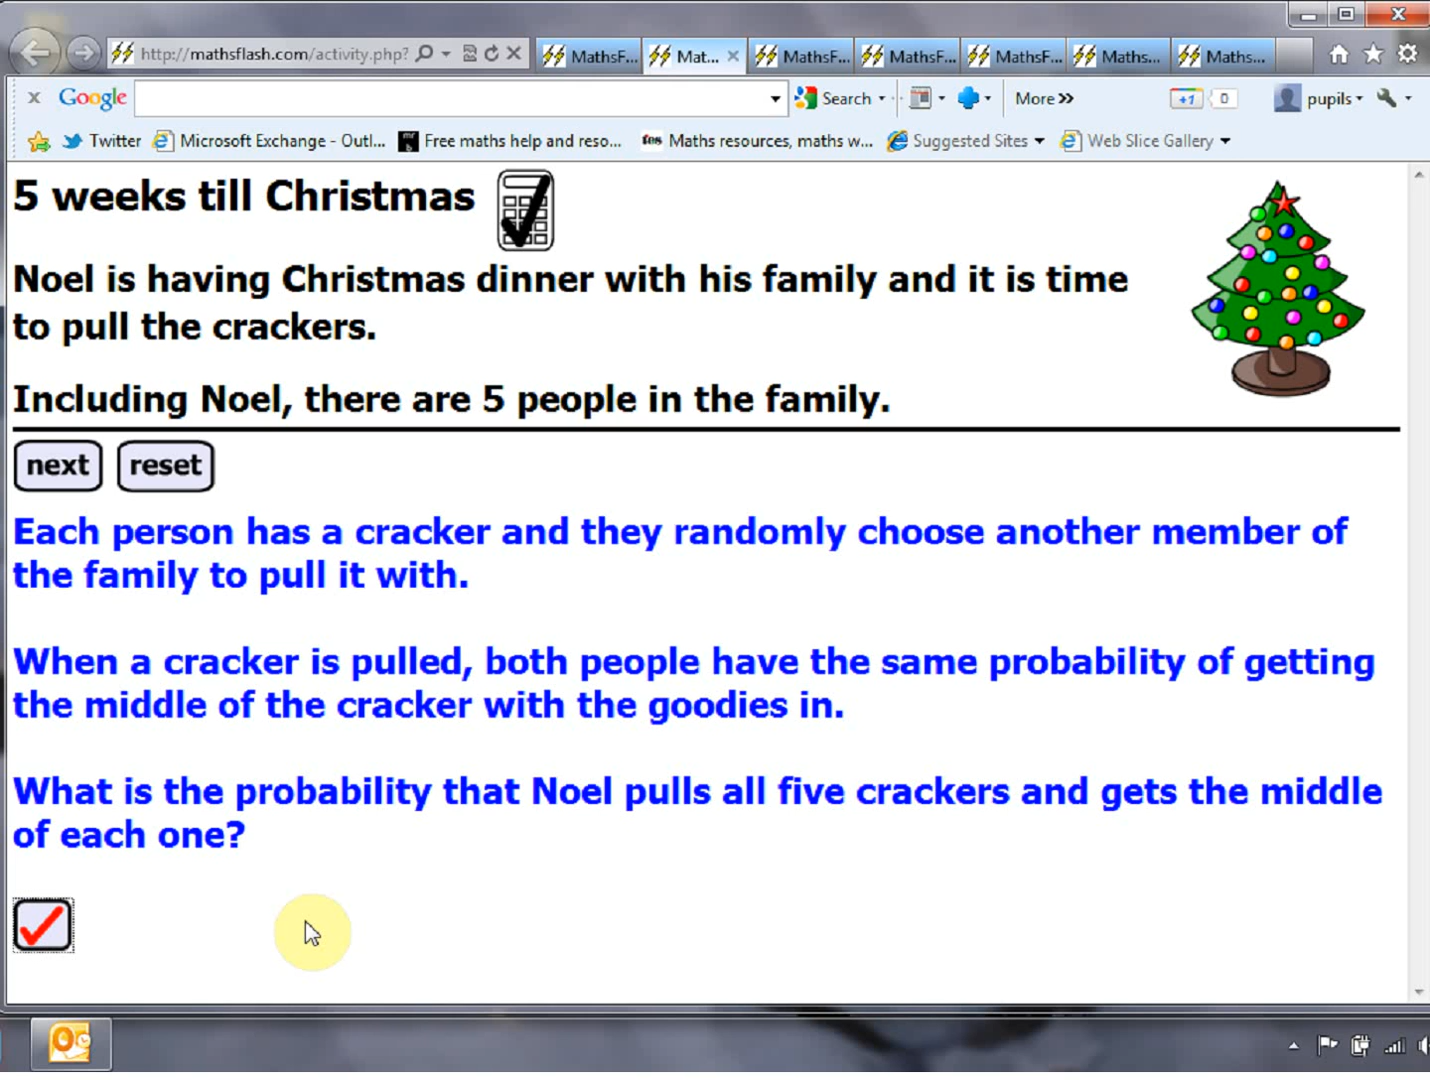 http://mathsflash.com/activity.php?
MathsF...
Mat...
MathsF...
MathsF...
MathsF...
Maths...
Maths...
x Google
Search
More »
+1
0
pupils
Twitter
Microsoft Exchange - Outl...
Free maths help and reso...
tes
Maths resources, maths w...
Suggested Sites
Web Slice Gallery
5 weeks till Christmas
Noel is having Christmas dinner with his family and it is time
to pull the crackers.
Including Noel, there are 5 people in the family.
next
reset
Each person has a cracker and they randomly choose another member of
the family to pull it with.
When a cracker is pulled, both people have the same probability of getting
the middle of the cracker with the goodies in.
What is the probability that Noel pulls all five crackers and gets the middle
of each one?